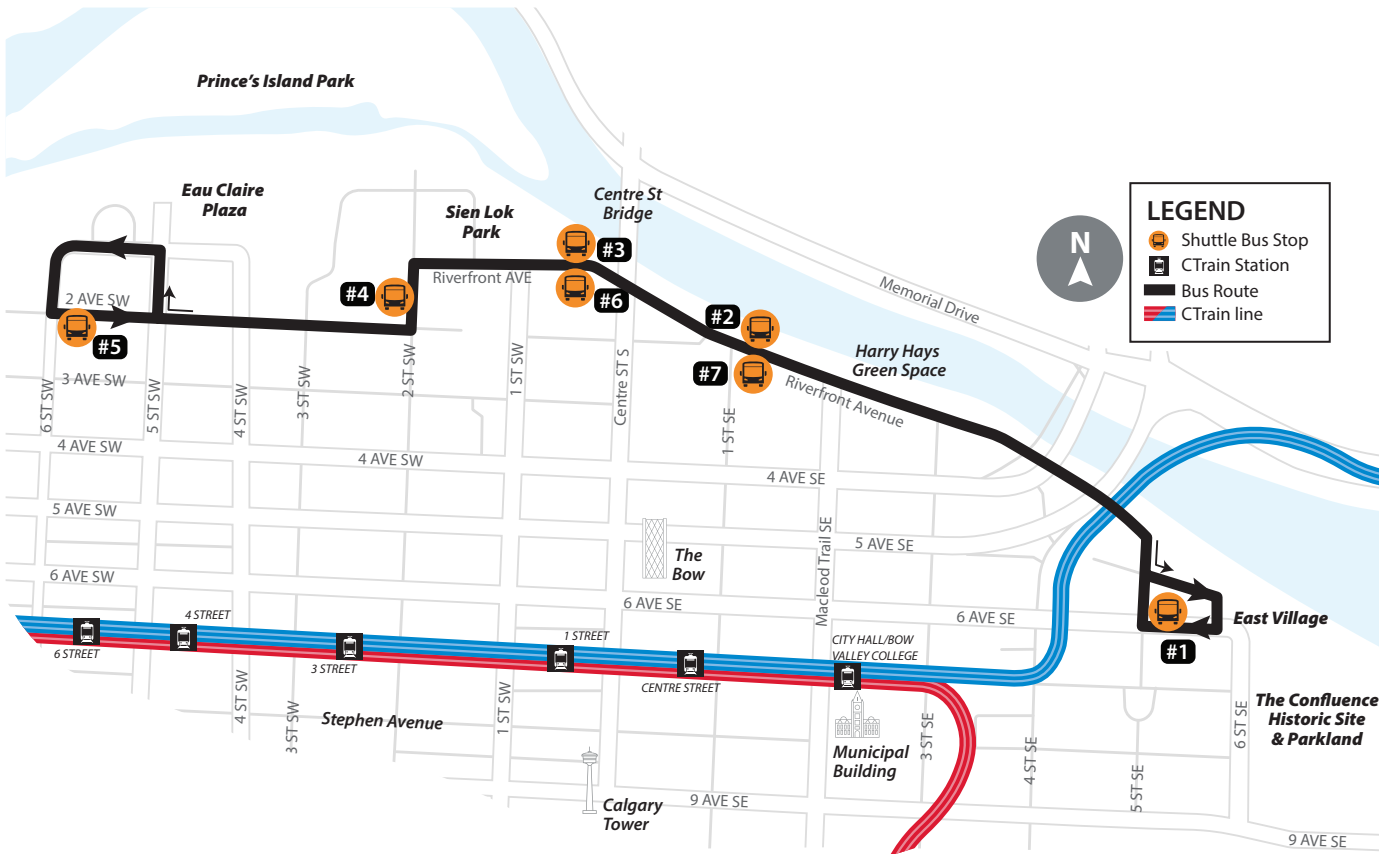 Prince's Island Park
Eau Claire
Plaza
Sien Lok
Park
Centre St
Bridge
#3
#6
#4
Riverfront AVE
2 AVE SW
#5
#2
#7
Memorial Drive
Harry Hays
Green Space
Riverfront Avenue
N
LEGEND
Shuttle Bus Stop
CTrain Station
Bus Route
CTrain line
3 AVE SW
6 ST SW
5 ST SW
4 ST SW
3 ST SW
2 ST SW
1 ST SW
Centre ST S
1 ST SE
4 AVE SW
4 AVE SW
4 AVE SE
5 AVE SW
5 AVE SE
Macleod Trail SE
The
Bow
6 AVE SW
6 AVE SE
6 AVE SE
East Village
#1
4 STREET
6 STREET
3 STREET
1 STREET
CENTRE STREET
CITY HALL/BOW
VALLEY COLLEGE
4 ST SW
3 ST SW
Stephen Avenue
1 ST SW
Municipal
Building
3 ST SE
4 ST SE
5 ST SE
6 ST SE
The Confluence
Historic Site
& Parkland
Calgary
Tower
9 AVE SE
9 AVE SE